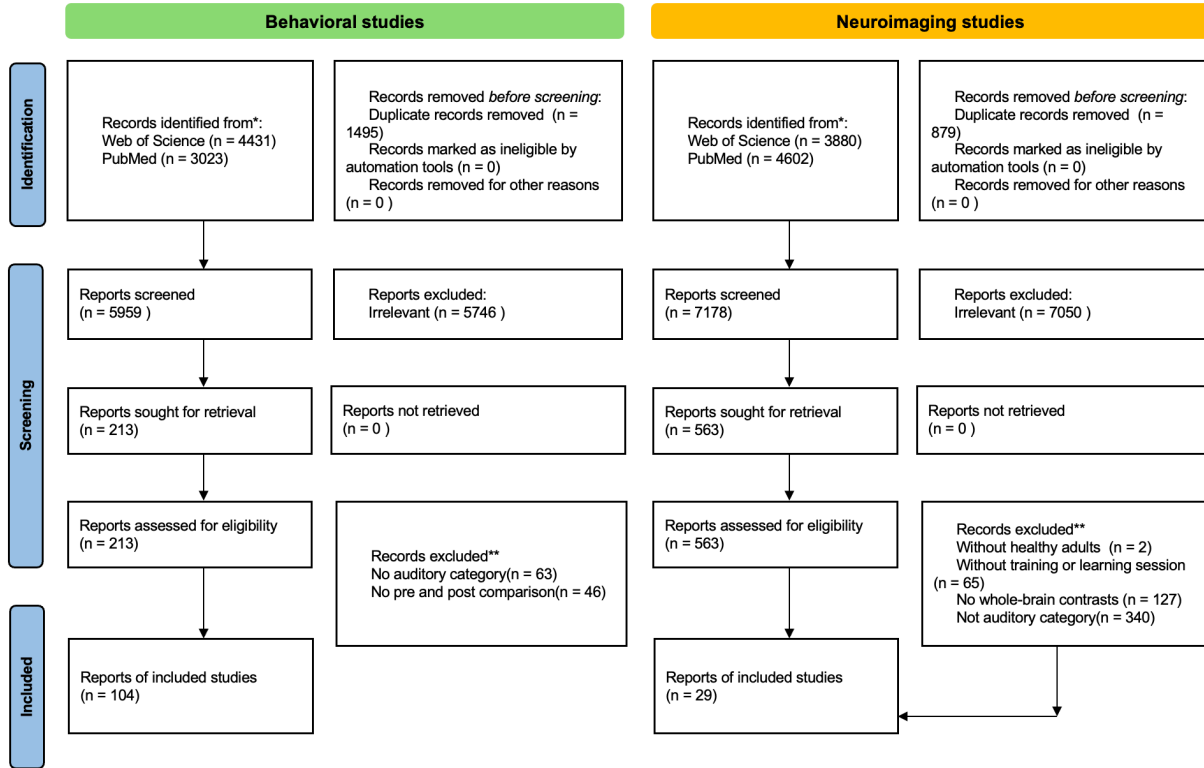 Behavioral studies
Neuroimaging studies
Identification
Records identified from*:
Web of Science (n = 4431)
PubMed (n = 3023)
Records removed before screening:
Duplicate records removed (n =
1495)
Records marked as ineligible by
automation tools (n = 0)
Records removed for other reasons
(n = 0 )
Records identified from*:
Web of Science (n = 3880)
PubMed (n = 4602)
Records removed before screening:
Duplicate records removed (n =
879)
Records marked as ineligible by
automation tools (n = 0)
Records removed for other reasons
(n = 0 )
Screening
Reports screened
(n = 5959 )
Reports excluded:
Irrelevant (n = 5746 )
Reports screened
(n = 7178)
Reports excluded:
Irrelevant (n = 7050 )
Reports sought for retrieval
(n = 213)
Reports not retrieved
(n = 0 )
Reports sought for retrieval
(n = 563)
Reports not retrieved
(n = 0 )
Reports assessed for eligibility
(n = 213)
Records excluded**
No auditory category(n = 63)
No pre and post comparison(n = 46)
Reports assessed for eligibility
(n = 563)
Records excluded**
Without healthy adults (n = 2)
Without training or learning session
(n = 65)
No whole-brain contrasts (n = 127)
Not auditory category(n = 340)
Included
Reports of included studies
(n = 104)
Reports of included studies
(n = 29)